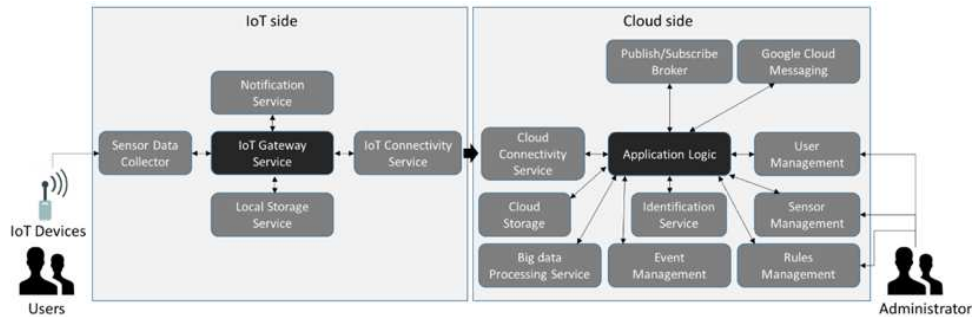 IoT side
Cloud side
Publish/Subscribe
Broker
Google Cloud
Messaging
Notification
Service
Sensor Data
Collector
IoT Gateway
Service
IoT Connectivity
Service
Cloud
Connectivity
Service
Application Logic
User
Management
Local Storage
Service
Cloud
Storage
Identification
Service
Sensor
Management
IoT Devices
Big data
Processing Service
Event
Management
Rules
Management
Users
Administrator